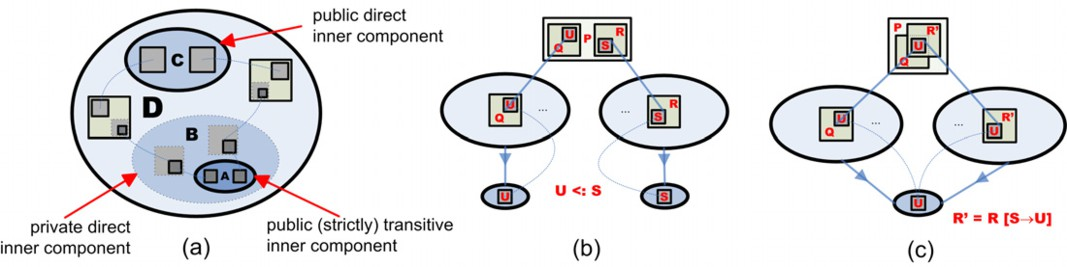 public direct
inner component
C
D
B
A
private direct
inner component
public (strictly) transitive
inner component
(a)
U
Q
P
R
S
U
Q
...
...
R
S
U
U <: S
S
(b)
P
R'
U
Q
U
Q
...
...
R'
U
U
R' = R [S→U]
(c)